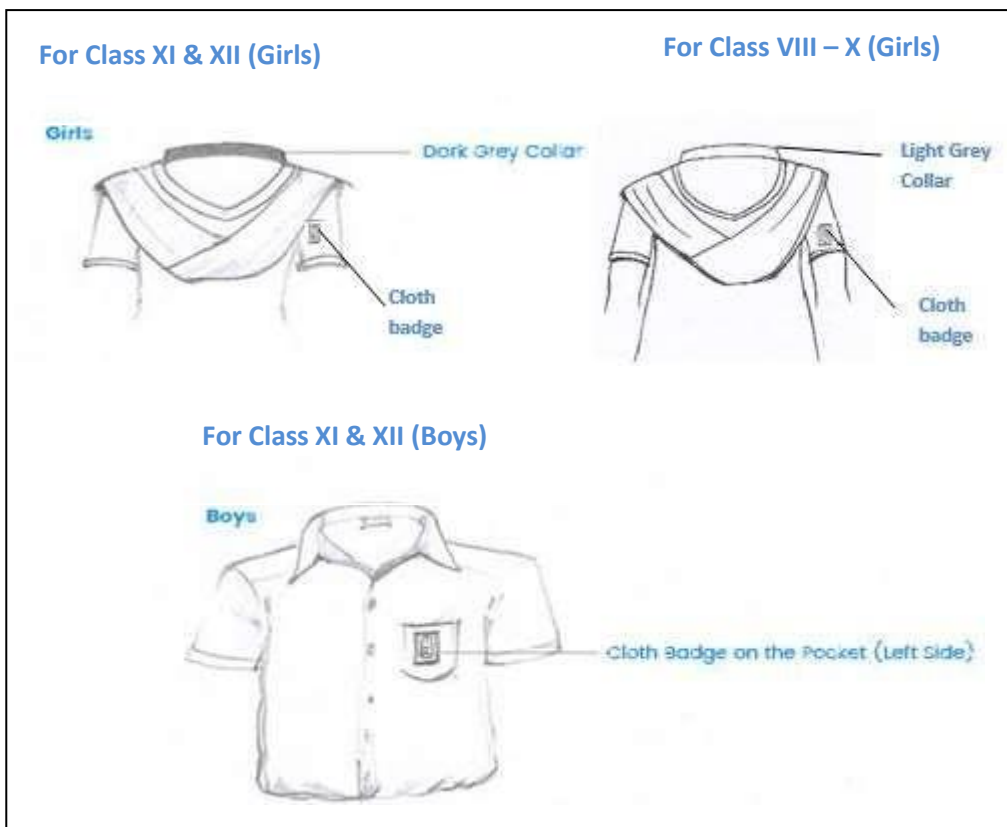 For Class XI & XII (Girls)
For Class VIII – X (Girls)
Girls
Dark Grey Collar
Cloth
badge
Light Grey
Collar
Cloth
badge
For Class XI & XII (Boys)
Boys
Cloth Badge on the Pocket (Left Side)